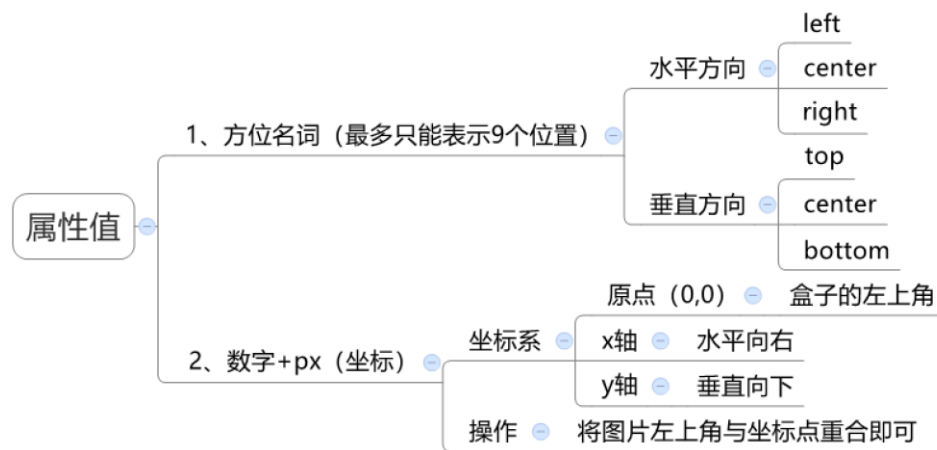 属性值
1、方位名词（最多只能表示9个位置）
水平方向
left
center
right
垂直方向
top
center
bottom
2、数字+px（坐标）
坐标系
原点（0,0）
盒子的左上角
x轴
水平向右
y轴
垂直向下
操作
将图片左上角与坐标点重合即可